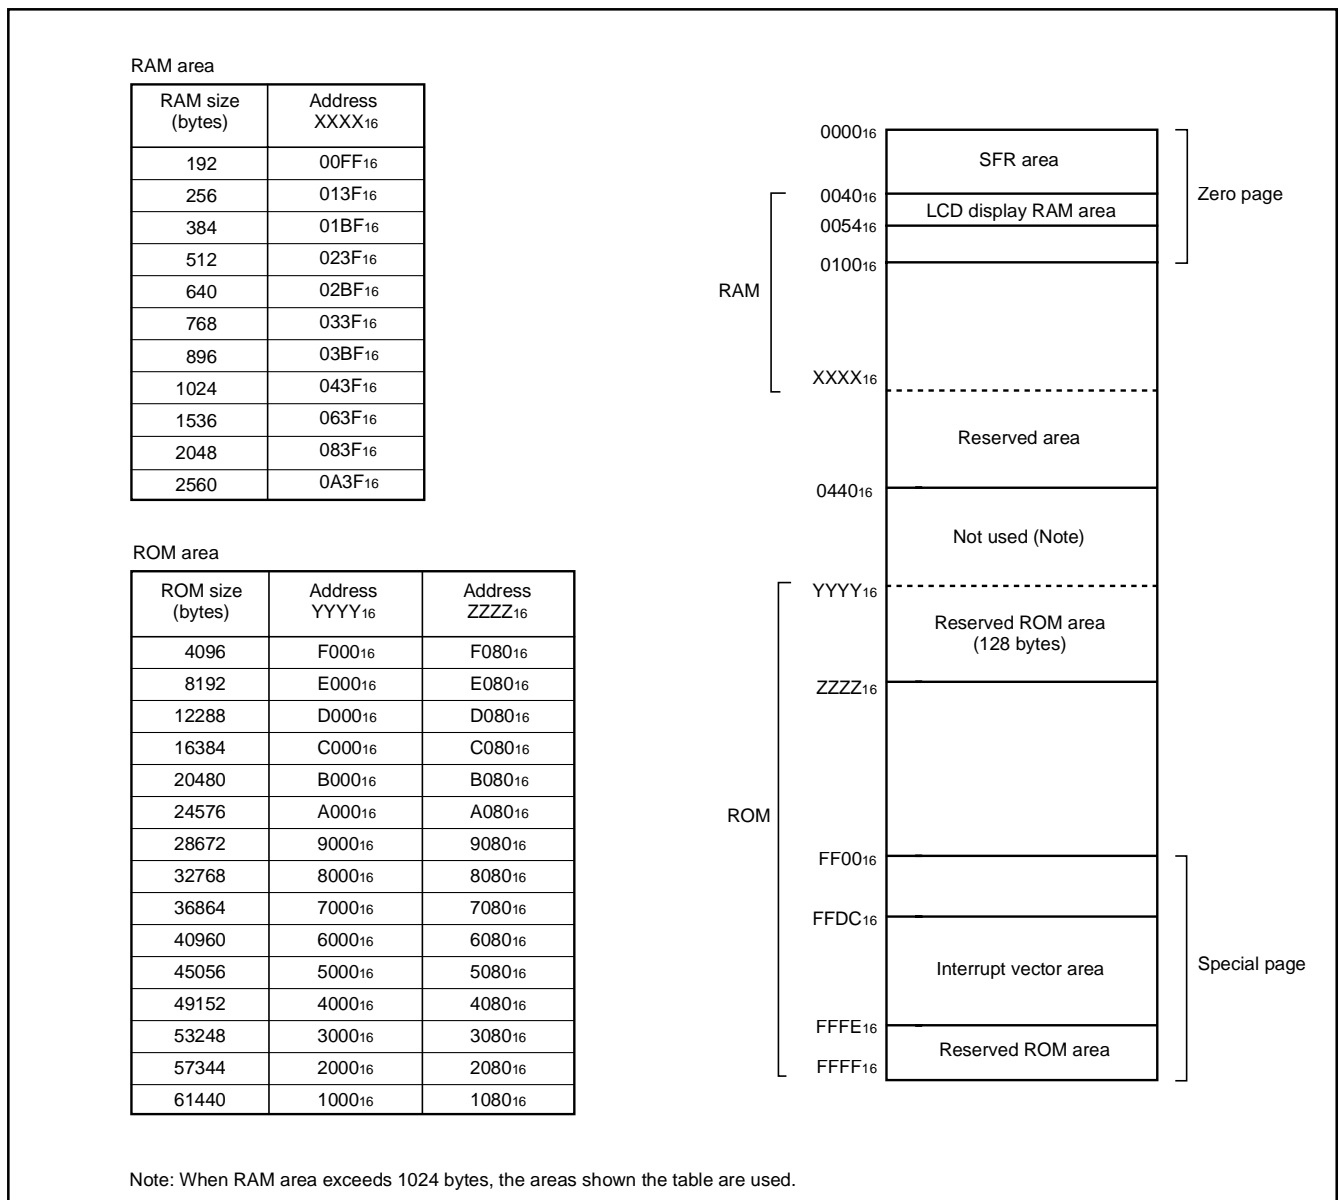 RAM area
RAM size (bytes) Address XXXX16
192 00FF16
256 013F16
384 01BF16
512 023F16
640 02BF16
768 033F16
896 03BF16
1024 043F16
1536 063F16
2048 083F16
2560 0A3F16
ROM area
ROM size (bytes) Address YYYY16 Address ZZZZ16
4096 F00016 F08016
8192 E00016 E08016
12288 D00016 D08016
16384 C00016 C08016
20480 B00016 B08016
24576 A00016 A08016
28672 900016 908016
32768 800016 808016
36864 700016 708016
40960 600016 608016
45056 500016 508016
49152 400016 408016
53248 300016 308016
57344 200016 208016
61440 100016 108016
000016
SFR area
Zero page
004016
LCD display RAM area
005416
010016
RAM
XXXX16
Reserved area
044016
Not used (Note)
YYYY16
Reserved ROM area
(128 bytes)
ZZZZ16
ROM
FF0016
FFDC16
Interrupt vector area
Special page
FFFE16
Reserved ROM area
FFFF16
Note: When RAM area exceeds 1024 bytes, the areas shown the table are used.